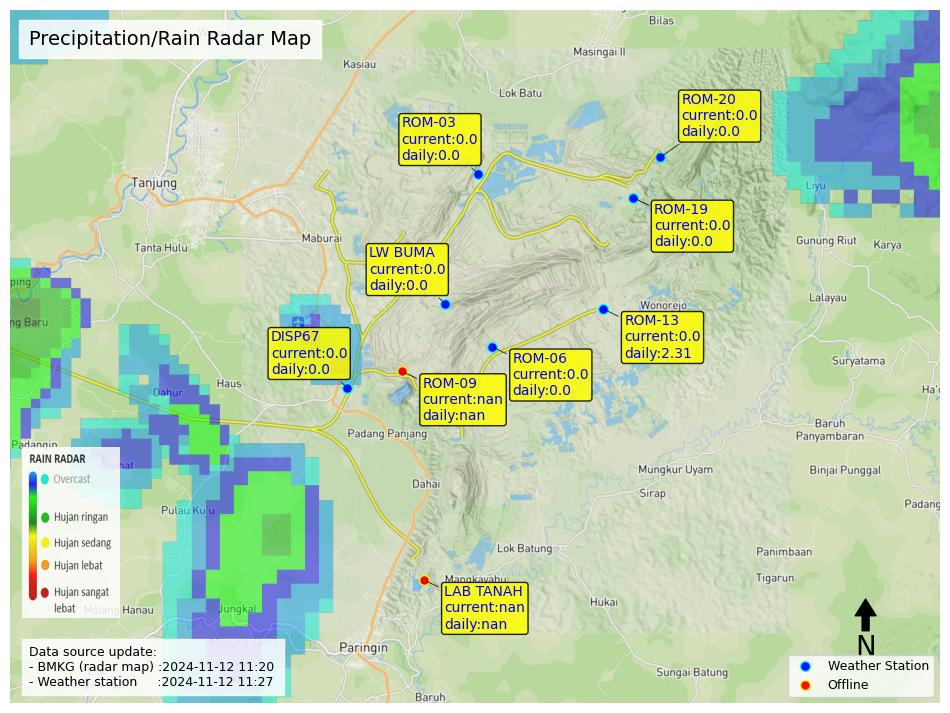 Precipitation/Rain Radar Map
Bilas
Masingai II
Kasiau
Lok Batu
ROM-20
current:0.0
daily:0.0
ROM-03
current:0.0
daily:0.0
Tanjung
Liyu
ROM-19
current:0.0
daily:0.0
Maburai
Tanta Hulu
Gunung Riut
Karya
LW BUMA
current:0.0
daily:0.0
ping
Lalayau
Wonorejo
ng Baru
ROM-13
current:0.0
daily:2.31
DISP67
current:0.0
daily:0.0
ROM-06
current:0.0
daily:0.0
Suryatama
Haus
Dahur
ROM-09
current:nan
daily:nan
Ha'u
Baruh
Panyambaran
Padang Panjang
Padangin
RAIN RADAR
Overcast
Hujan ringan
Hujan sedang
Hujan lebat
Hujan sangat
lebat
Mungkur Uyam
Binjai Punggal
Dahai
Sirap
Padang
Pulau Ku'u
Lok Batung
Panimbaan
Tigarun
Mangkayahu
LAB TANAH
current:nan
daily:nan
Hukai
Jungkal
Paringin
Sungai Batung
Baruh
N
Data source update:
- BMKG (radar map) :2024-11-12 11:20
- Weather station :2024-11-12 11:27
Weather Station
Offline